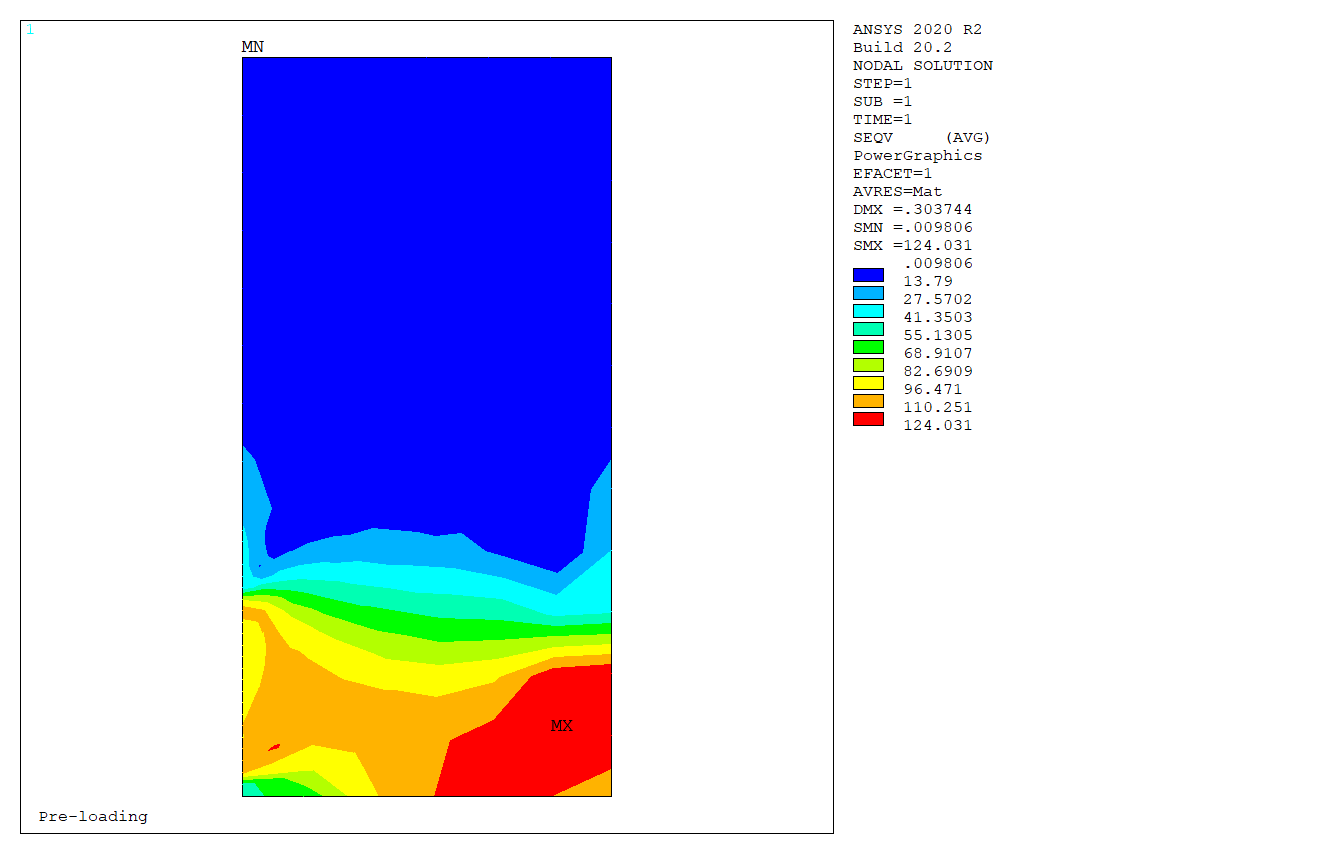 1
MN
MX
Pre-loading
ANSYS 2020 R2
Build 20.2
NODAL SOLUTION
STEP=1
SUB =1
TIME=1
SEQV (AVG)
PowerGraphics
EFACET=1
AVRES=Mat
DMX =.303744
SMN =.009806
SMX =124.031
.009806
13.79
27.5702
41.3503
55.1305
68.9107
82.6909
96.471
110.251
124.031